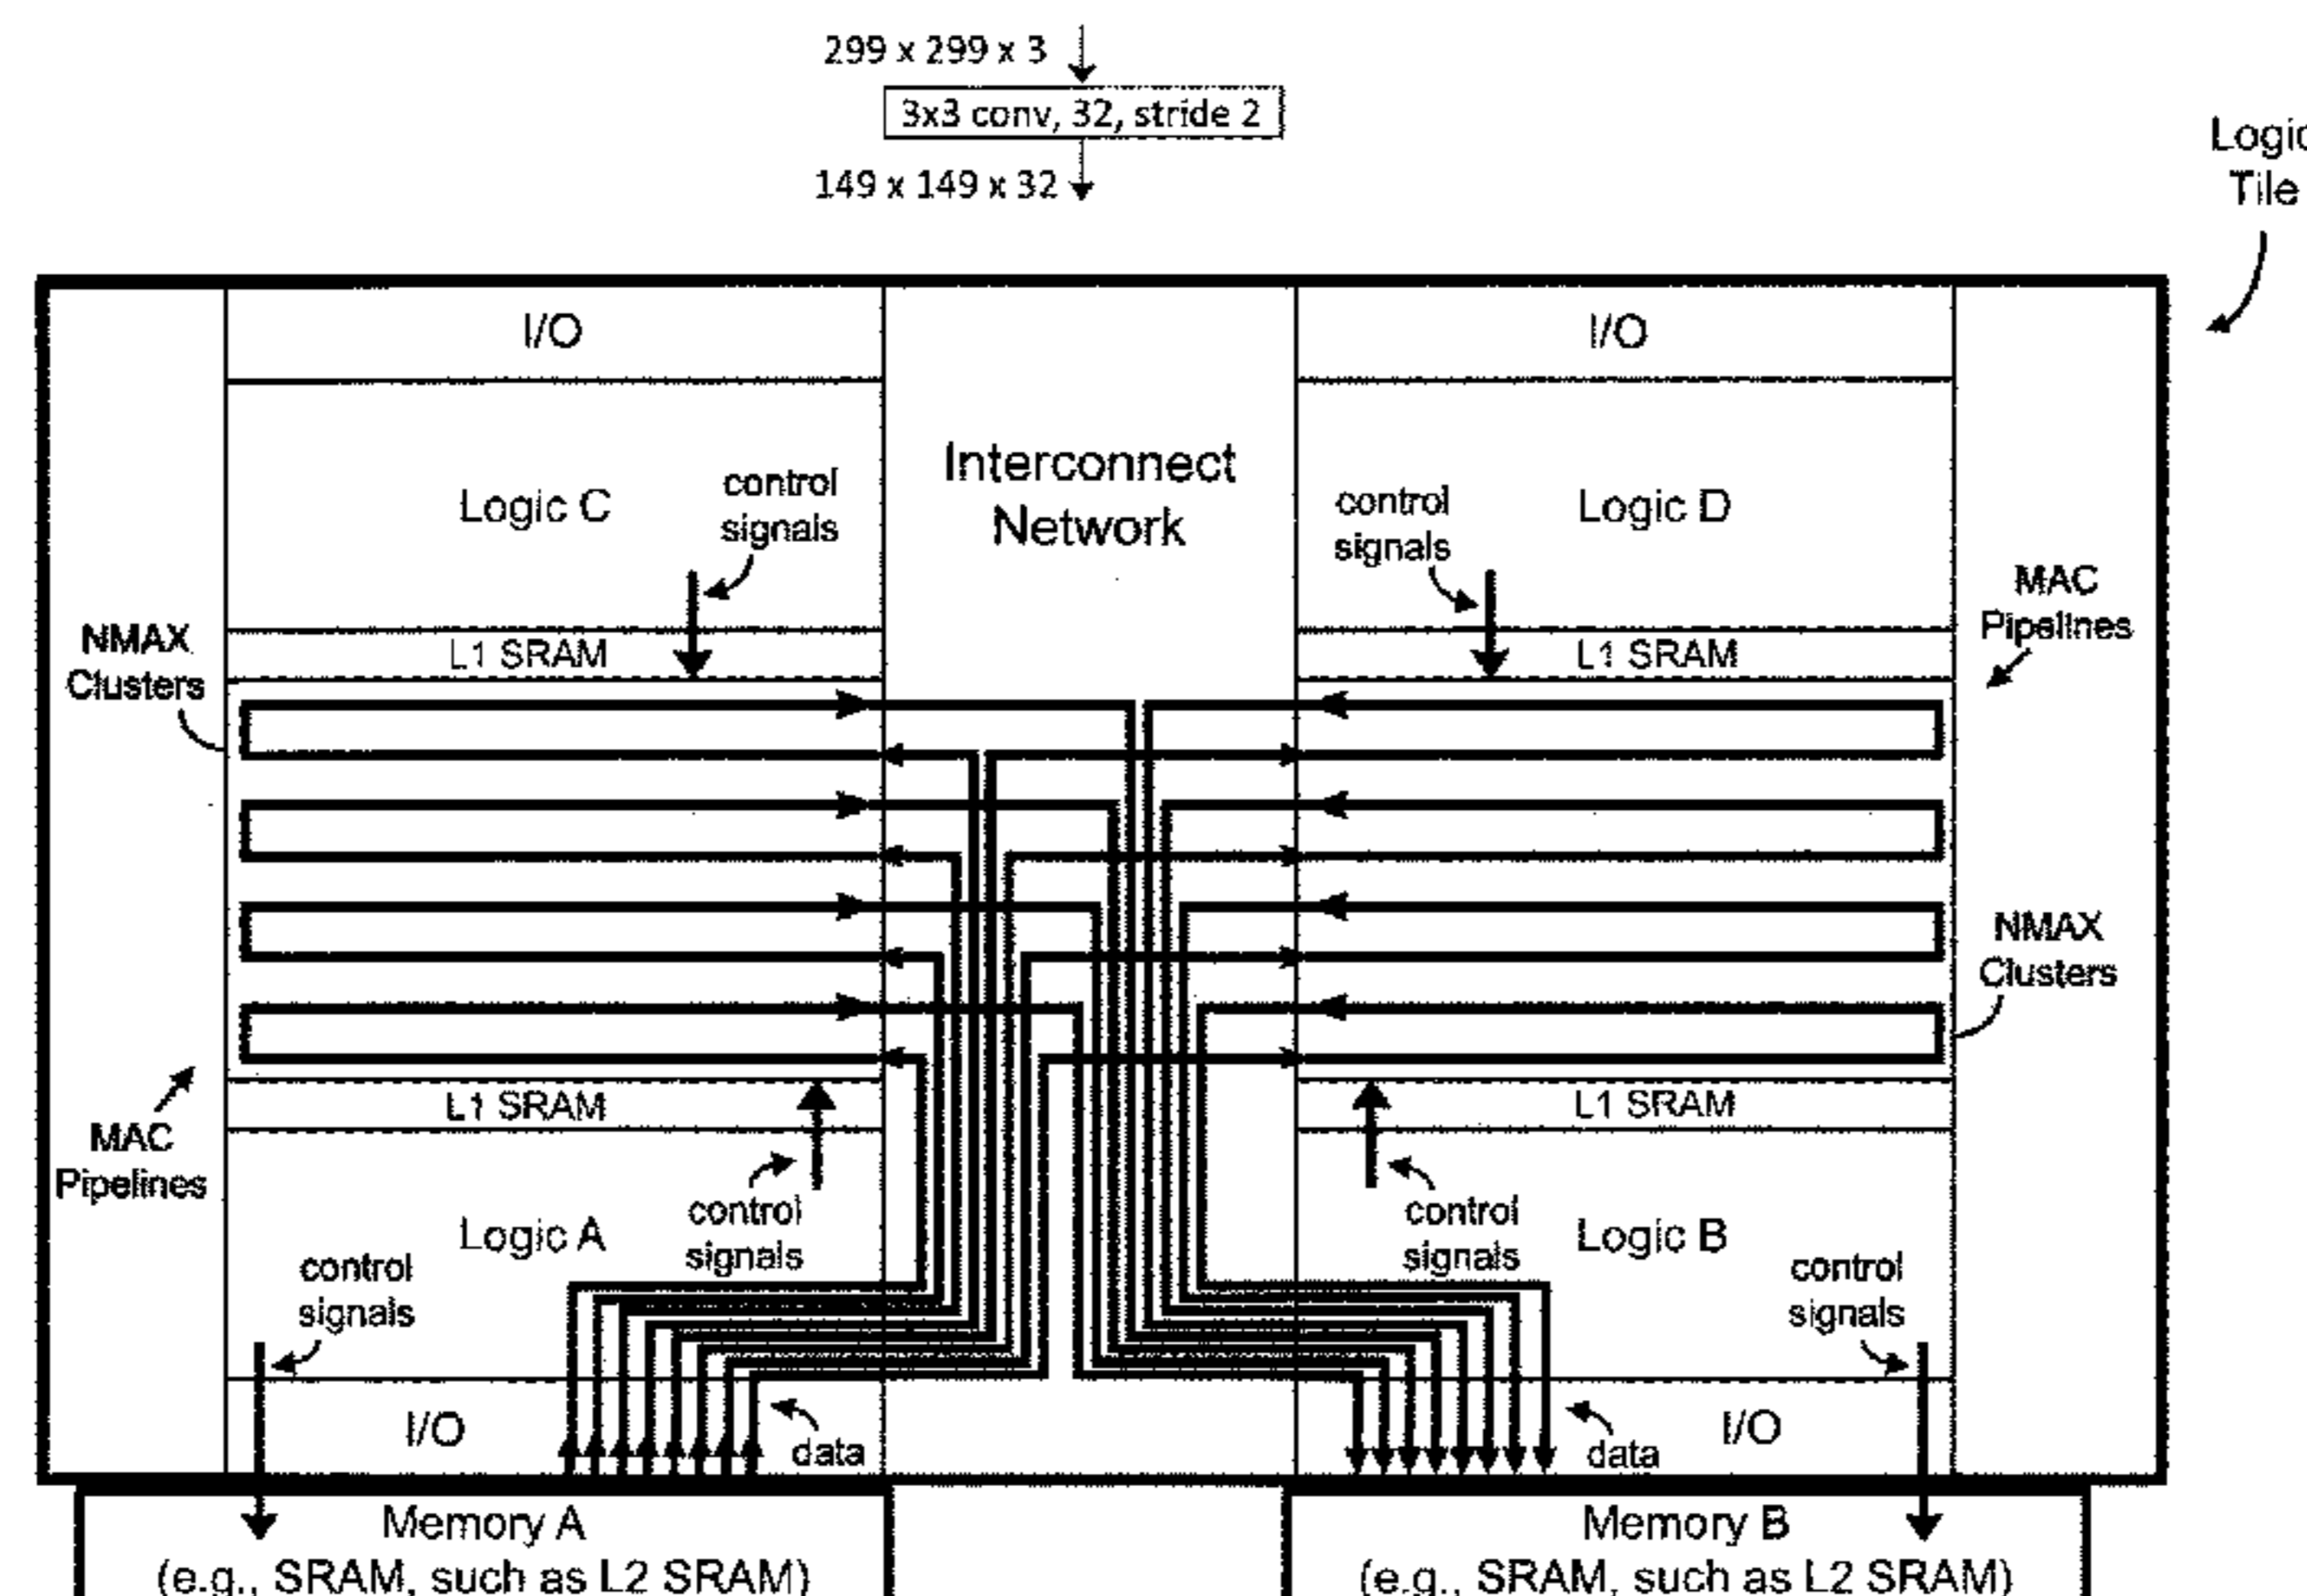 299 x 299 x 3
3x3 conv, 32, stride 2
149 x 149 x 32
Logic
Tile
I/O
I/O
Interconnect
Network
Logic C
control
signals
control
signals
Logic D
MAC
Pipelines
NMAX
Clusters
L1 SRAM
L1 SRAM
NMAX
Clusters
L1 SRAM
L1 SRAM
MAC
Pipelines
Logic A
control
signals
control
signals
Logic B
control
signals
control
signals
I/O
data
data
I/O
Memory A
(e.g., SRAM, such as L2 SRAM)
Memory B
(e.g., SRAM, such as L2 SRAM)